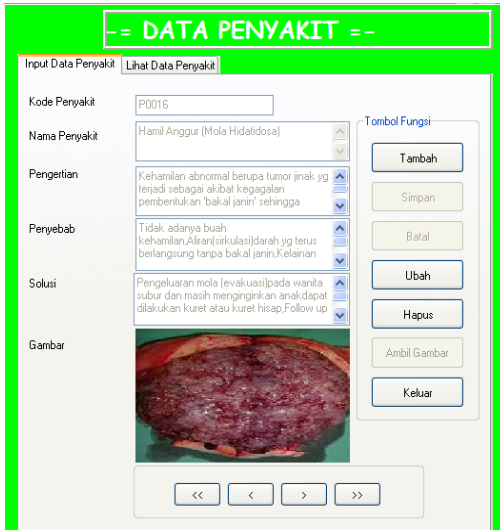 -= DATA PENYAKIT =-
Input Data Penyakit
Lihat Data Penyakit
Kode Penyakit
P0016
Nama Penyakit
Hamil Anggur (Mola Hidatidosa)
Pengertian
Kehamilan abnormal berupa tumor jinak yg
terjadi sebagai akibat kegagalan
pembentukan 'bakal janin' sehingga
Penyebab
Tidak adanya buah
kehamilan,Aliran(sirkulasi)darah yg terus
berlangsung tanpa bakal janin,Kelainan
Solusi
Pengeluaran mola (evakuasi)pada wanita
subur dan masih menginginkan anakdapat
dilakukan kuret atau kuret hisap,Follow up
Gambar
Tombol Fungsi
Tambah
Simpan
Batal
Ubah
Hapus
Ambil Gambar
Keluar
<<
<
>
>>